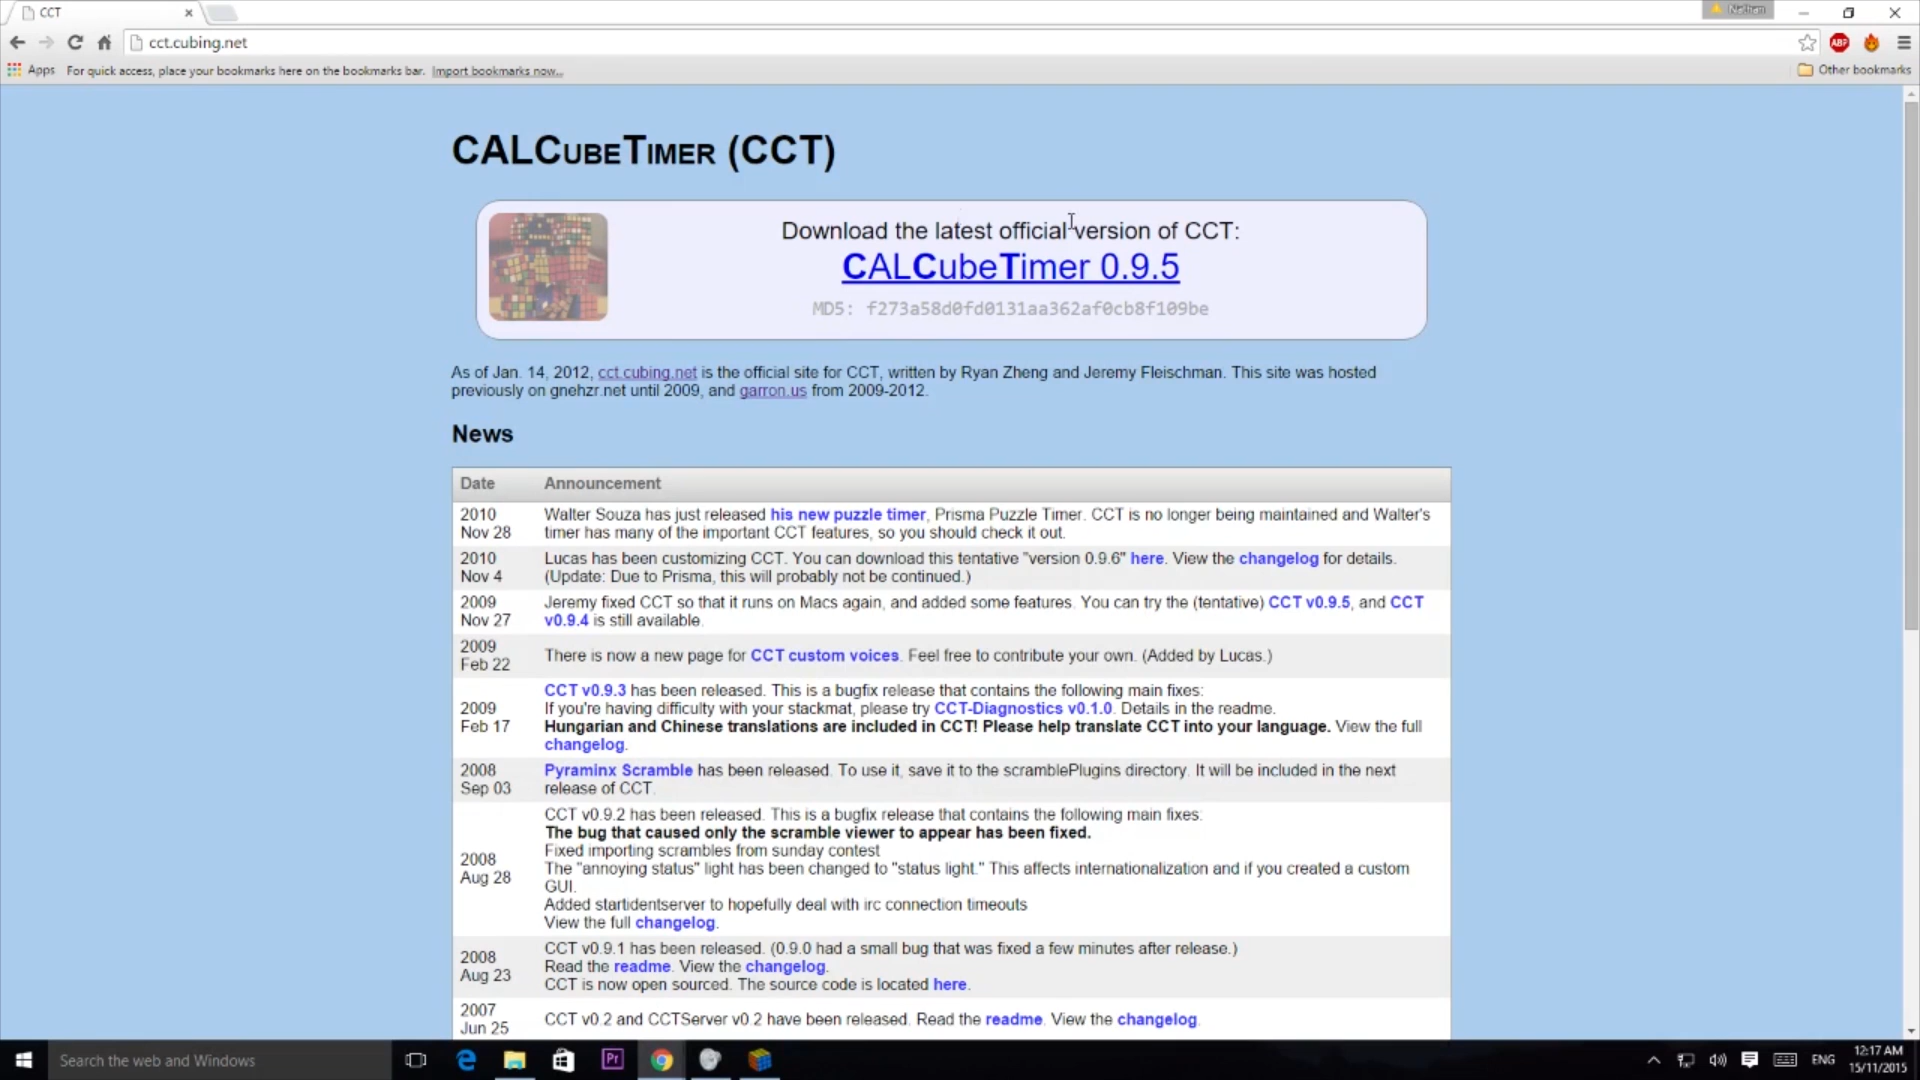 CCT
Nathan
cct.cubing.net
ABP
Apps For quick access, place your bookmarks here on the bookmarks bar. Import bookmarks now... Other bookmarks
CALCUBETIMER (CCT)
Download the latest official version of CCT:
CALCubeTimer 0.9.5
MD5: f273a58d0fd0131aa362af0cb8f109be
As of Jan. 14, 2012, cct.cubing.net is the official site for CCT, written by Ryan Zheng and Jeremy Fleischman. This site was hosted
previously on gnehzr.net until 2009, and garron.us from 2009-2012.
News
Date Announcement
2010 Nov 28 Walter Souza has just released his new puzzle timer, Prisma Puzzle Timer. CCT is no longer being maintained and Walter's
timer has many of the important CCT features, so you should check it out.
2010 Nov 4 Lucas has been customizing CCT. You can download this tentative "version 0.9.6" here. View the changelog for details.
(Update: Due to Prisma, this will probably not be continued.)
2009 Nov 27 Jeremy fixed CCT so that it runs on Macs again, and added some features. You can try the (tentative) CCT v0.9.5, and CCT
v0.9.4 is still available.
2009 Feb 22 There is now a new page for CCT custom voices. Feel free to contribute your own. (Added by Lucas.)
2009 Feb 17 CCT v0.9.3 has been released. This is a bugfix release that contains the following main fixes:
If you're having difficulty with your stackmat, please try CCT-Diagnostics v0.1.0. Details in the readme.
Hungarian and Chinese translations are included in CCT! Please help translate CCT into your language. View the full
changelog.
2008 Sep 03 Pyraminx Scramble has been released. To use it, save it to the scramblePlugins directory. It will be included in the next
release of CCT.
2008 Aug 28 CCT v0.9.2 has been released. This is a bugfix release that contains the following main fixes:
The bug that caused only the scramble viewer to appear has been fixed.
Fixed importing scrambles from sunday contest
The "annoying status" light has been changed to "status light." This affects internationalization and if you created a custom
GUI.
Added startidentserver to hopefully deal with irc connection timeouts
View the full changelog.
2008 Aug 23 CCT v0.9.1 has been released. (0.9.0 had a small bug that was fixed a few minutes after release.)
Read the readme. View the changelog.
CCT is now open sourced. The source code is located here.
2007 Jun 25 CCT v0.2 and CCTServer v0.2 have been released. Read the readme. View the changelog.
Search the web and Windows
Pr
ENG
12:17 AM
15/11/2015